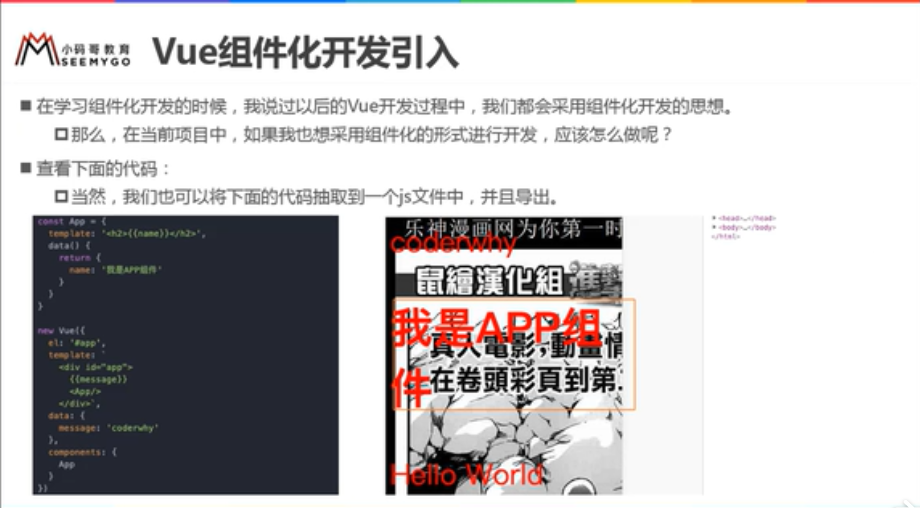 小码哥教育
SEEMYGO
Vue组件化开发引入
在学习组件化开发的时候，我说过以后的Vue开发过程中，我们都会采用组件化开发的思想。
那么，在当前项目中，如果我也想采用组件化的形式进行开发，应该怎么做呢？
查看下面的代码：
当然，我们也可以将下面的代码抽取到一个js文件中，并且导出。
const App = {
template: '<h2>{{name}}</h2>',
data() {
return {
name: '我是APP组件'
}
}
}
new Vue({
el: '#app',
template: `
<div id="app">
{{message}}
<App/>
</div>`,
data: {
message: 'coderwhy'
},
components: {
App
}
})
乐神漫画网为你第一时
coderwhy
鼠繪漢化組 進擊
我是APP组
件
真人電影,動畫情
在卷頭彩頁到第
Hello World
<head>…</head>
<body>…</body>
</html>